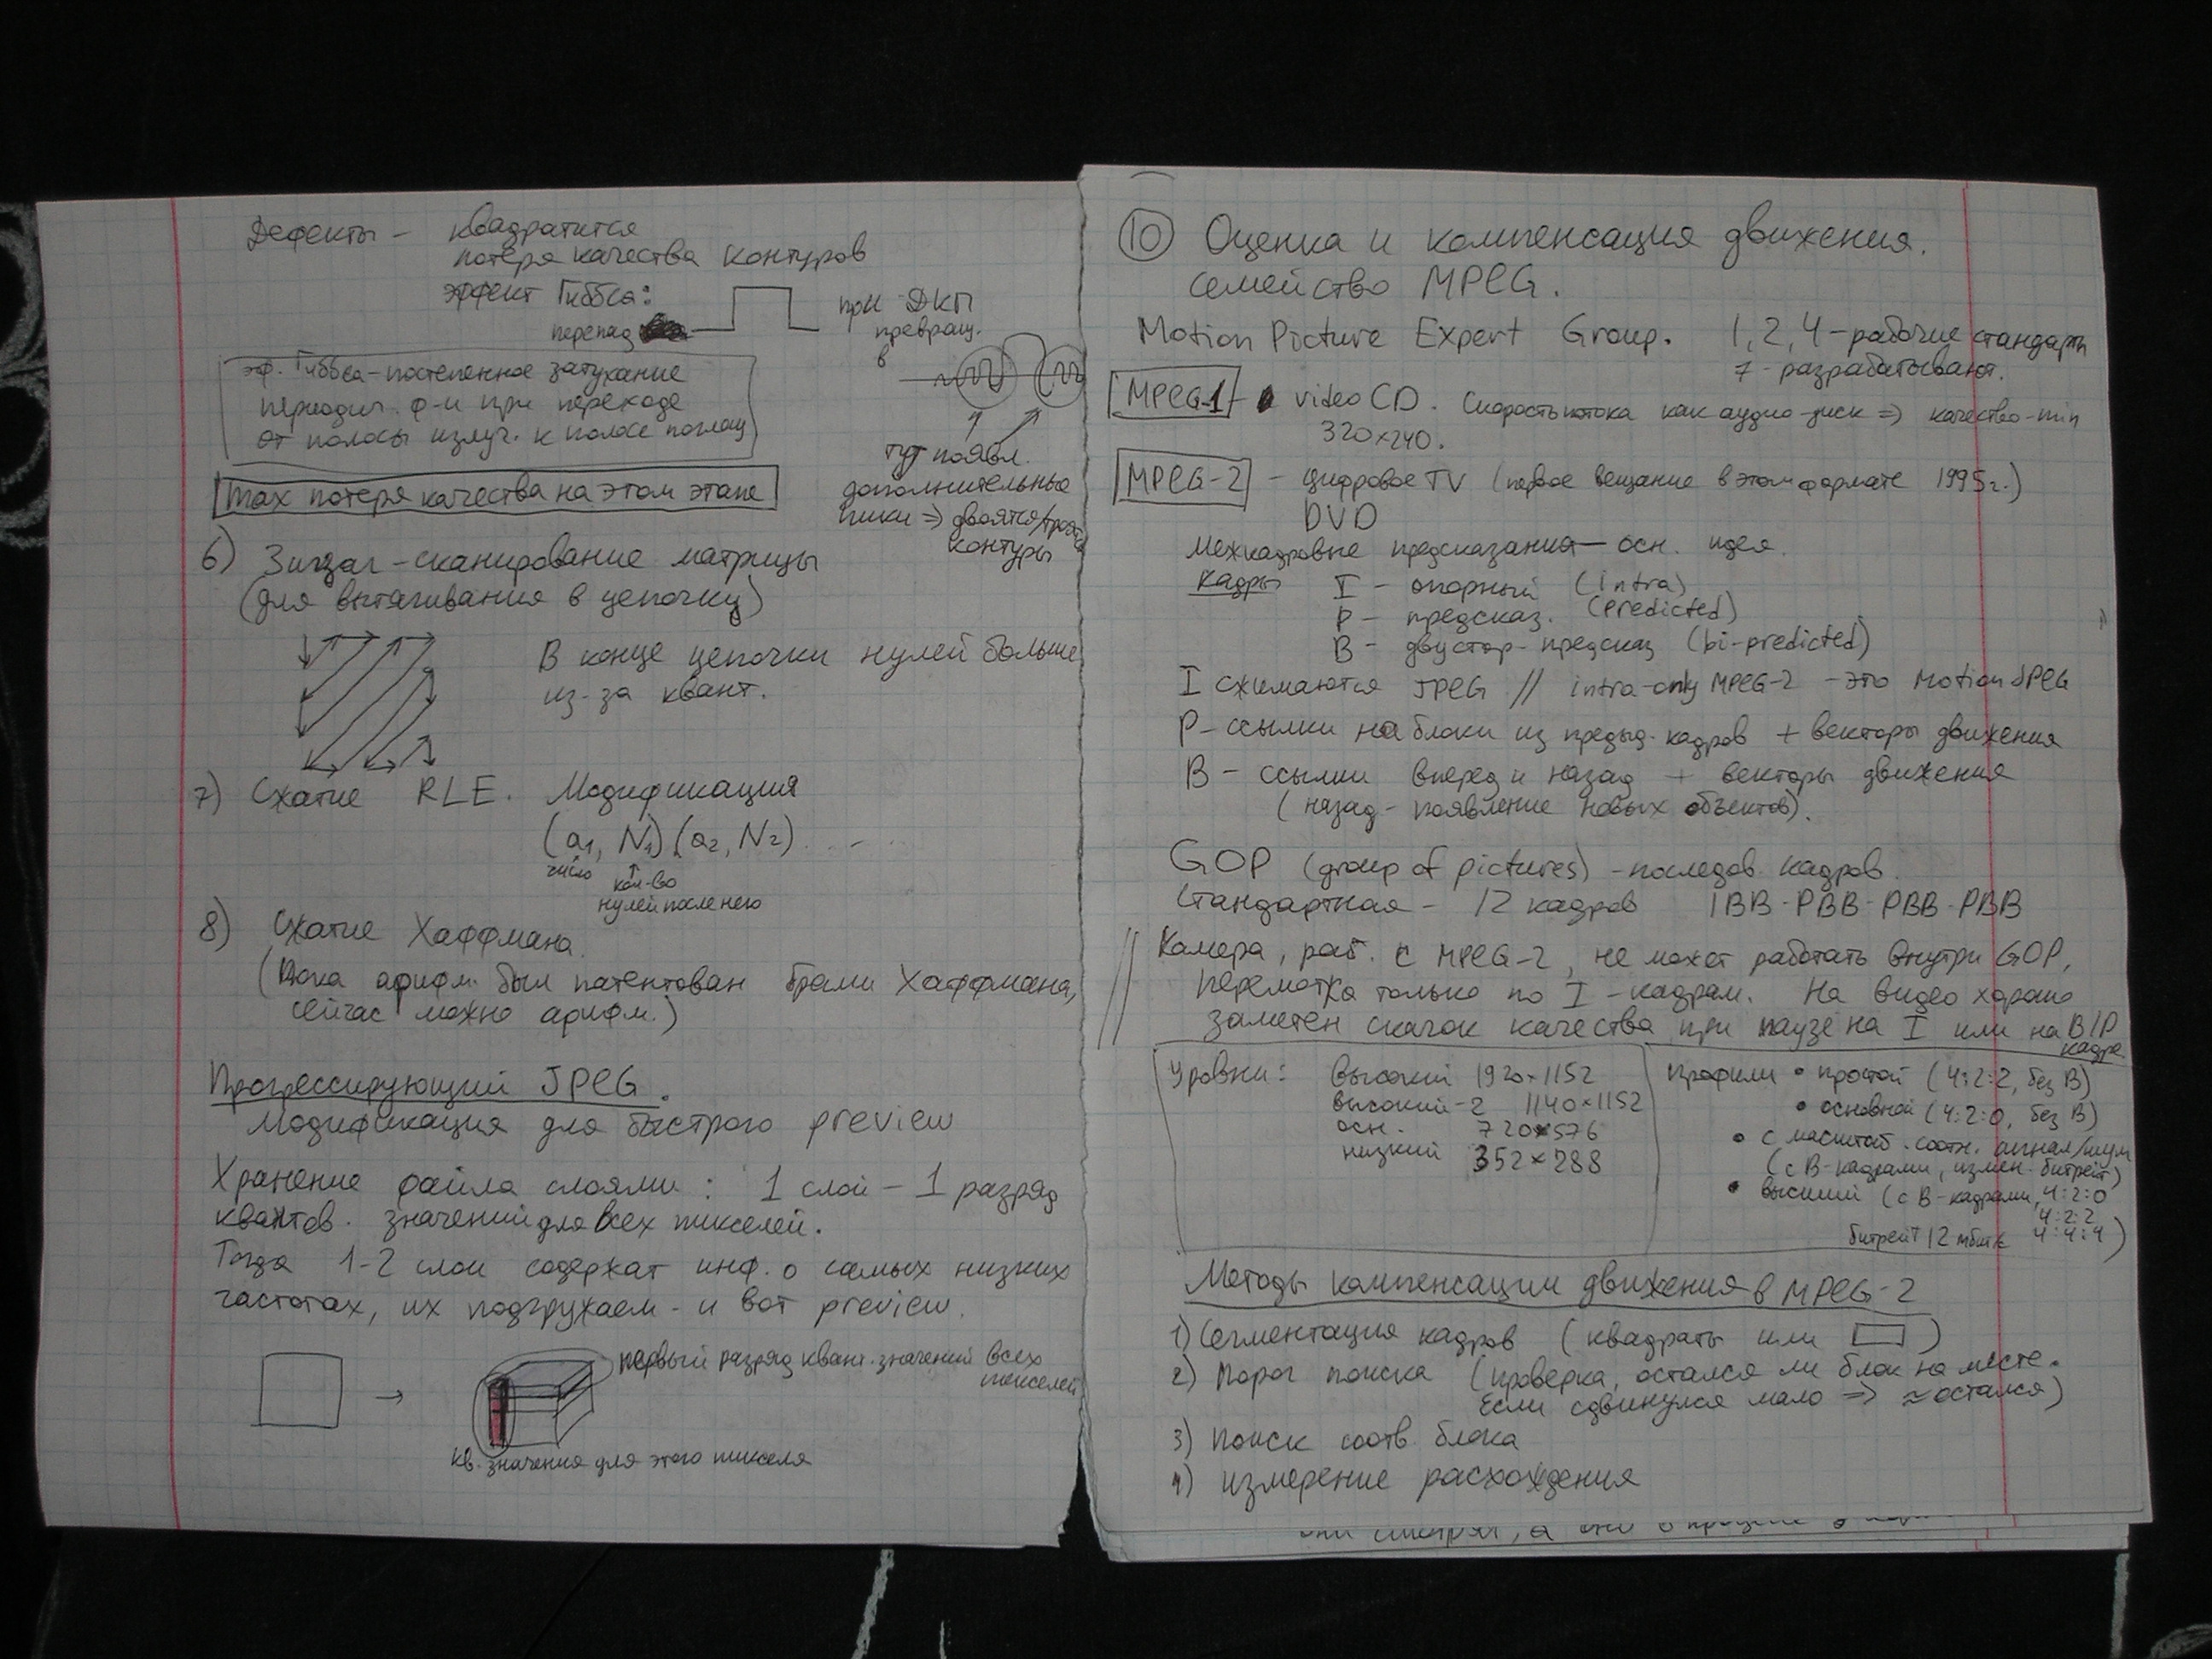 Дефекты – квадратится
потеря качества контуров
эффект Гиббса:
перепад
при ДКП
превращ.
в
эф. Гиббса – постепенное затухание
периодич. ф-и при переходе
от полосы излуч. к полосе поглощ
тут появл.
дополнительные
пики => двоятся/троят
контуры
max потеря качества на этом этапе
6) Зигзаг-сканирование матрицы
(для вытягивания в цепочку)
В конце цепочки нулей больше
из-за квант.
7) Сжатие RLE. Модификация
(a1, N1) (a2, N2) . . .
число
кол-во
нулей после него
8) Сжатие Хаффмана.
(Пока арифм. был патентован брали Хаффмана,
сейчас можно арифм.)
Прогрессирующий JPEG.
Модификация для быстрого preview
Хранение файла слоями: 1 слой – 1 разряд
квантов. значений для всех пикселей.
Тогда 1-2 слои содержат инф. о самых низких
частотах, их подгружаем - и вот preview.
первый разряд квант. значений всех
пикселей
кв. значения для этого пикселя
10 Оценка и компенсация движения.
семейство MPEG.
Motion Picture Expert Group. 1, 2, 4 – рабочие стандарты
7 - разрабатывают.
MPEG-1 - video CD. Скорость потока как аудио-диск => качество-min
320×240.
MPEG-2 - цифровое TV (первое вещание в этом формате 1995г.)
DVD
межкадровые предсказания – осн. идея.
кадры I – опорный (intra)
P – предсказ. (predicted)
B - двустор-предсказ (bi-predicted)
I сжимаются JPEG // intra-only MPEG-2 - это Motion JPEG
P - ссылки на блоки из предыд. кадров + векторы движения
B - ссылки вперед и назад + векторы движения
(назад - появление новых объектов).
GOP (group of pictures) - последов. кадров.
Стандартная - 12 кадров IBB-PBB-PBB-PBB
// Камера, раб. с MPEG-2, не может работать внутри GOP,
перемотка только по I-кадрам. На видео хорошо
заметен скачок качества при паузе на I или на B/P
кадре
Уровни: Высокий 1920×1152
высокий-2 1140×1152
осн. 720×576
низкий 352×288
Профили • простой (4:2:2, без B)
• основной (4:2:0, без B)
• с масштаб. соотн. сигнал/шум
(с B-кадрами, измен. битрейт)
• высший (с B-кадрами, 4:2:0
4:2:2
битрейт 12 мбит/с 4:4:4)
Методы компенсации движения в MPEG-2
1) Сегментация кадров (квадраты или )
2) Порог поиска (проверка, остался ли блок на месте.
Если сдвинулся мало => ≈ остался)
3) поиск соотв. блока
4) измерение расхождения